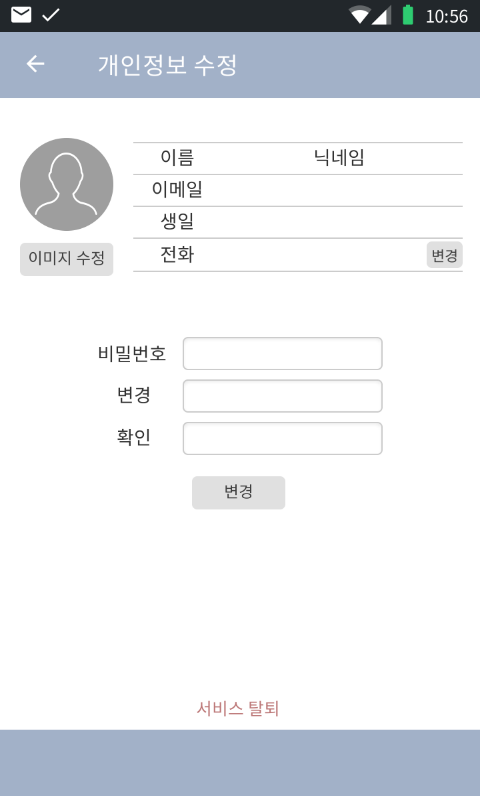 10:56
개인정보 수정
이름 닉네임
이메일
생일
전화 변경
이미지 수정
비밀번호
변경
확인
변경
서비스 탈퇴